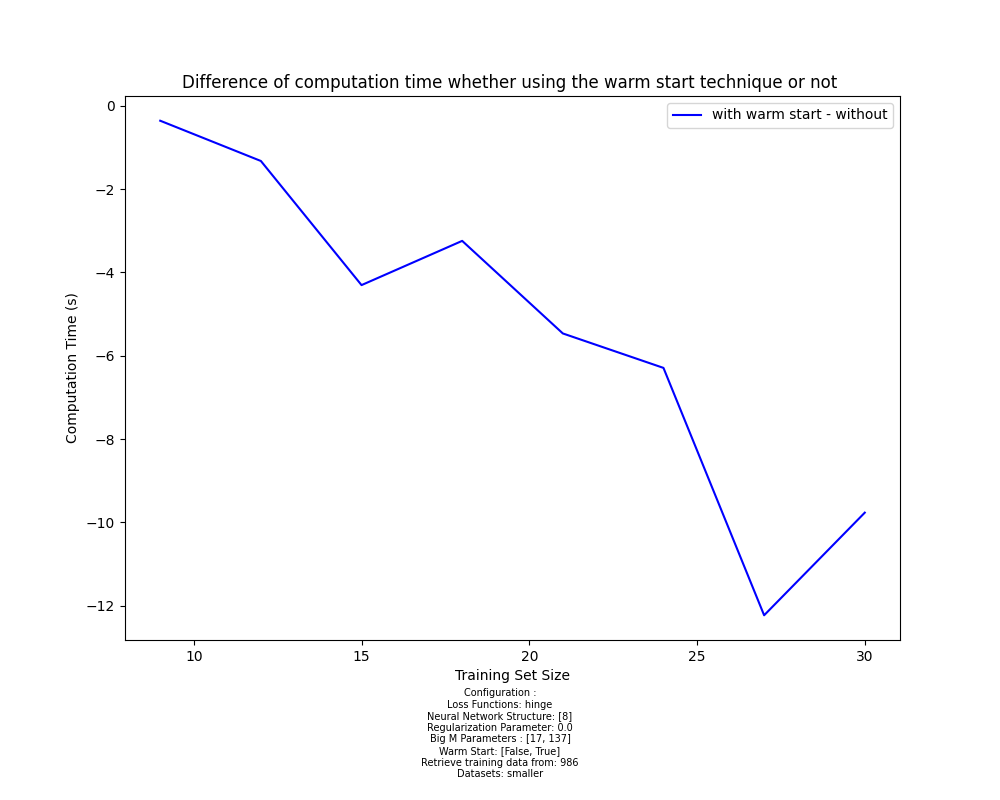 Difference of computation time whether using the warm start technique or not
with warm start - without
0
−2
−4
−6
−8
−10
−12
Computation Time (s)
10
15
20
25
30
Training Set Size
Configuration :
Loss Functions: hinge
Neural Network Structure: [8]
Regularization Parameter: 0.0
Big M Parameters : [17, 137]
Warm Start: [False, True]
Retrieve training data from: 986
Datasets: smaller